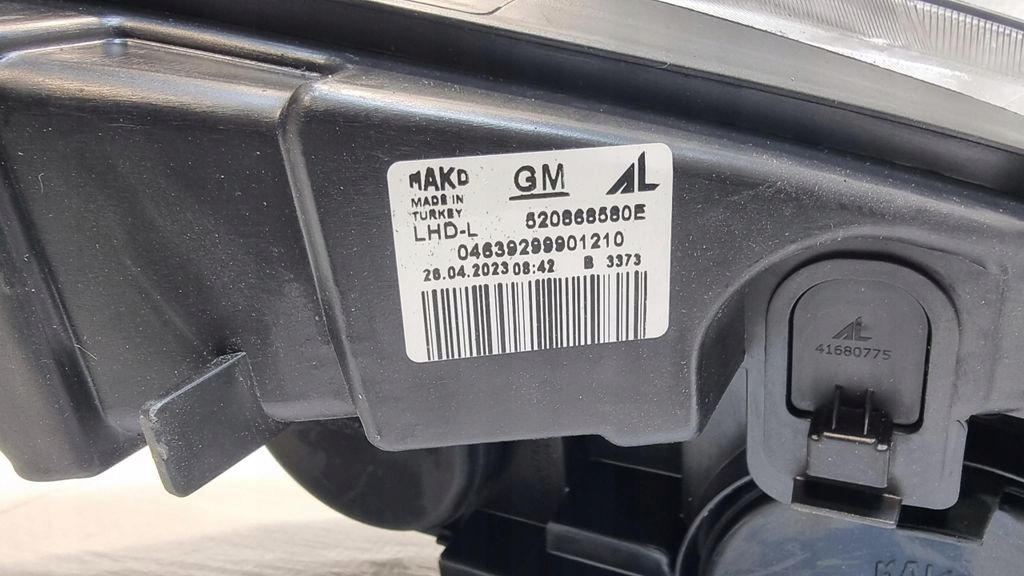 MAKO GM AL
MADE IN
TURKEY
LHD-L 520868580E
04639299901210
26.04.2023 08:42 B 3373
AL
41680775